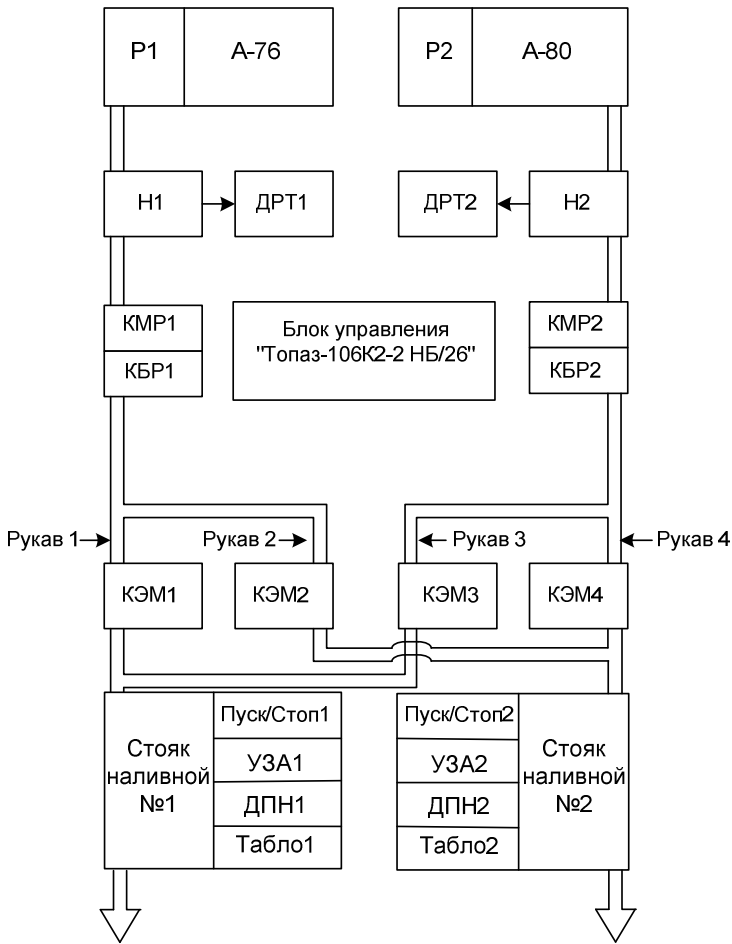 Р1
А-76
Р2
А-80
Н1
ДРТ1
ДРТ2
Н2
КМР1
КБР1
Блок управления
"Топаз-106К2-2 НБ/26"
КМР2
КБР2
Рукав 1
Рукав 2
Рукав 3
Рукав 4
КЭМ1
КЭМ2
КЭМ3
КЭМ4
Стояк
наливной
№1
Пуск/Стоп1
УЗА1
ДПН1
Табло1
Пуск/Стоп2
УЗА2
ДПН2
Табло2
Стояк
наливной
№2